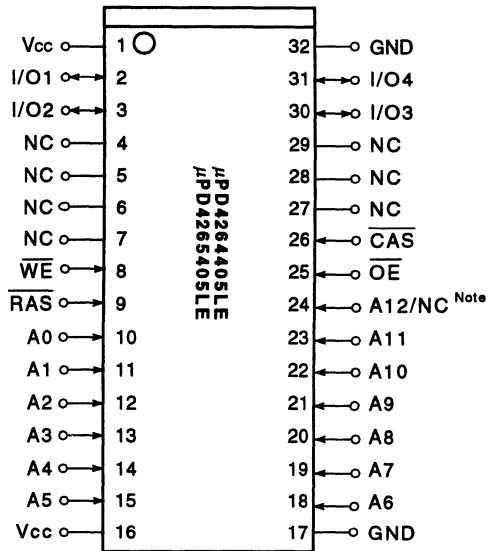 Vcc 1 32 GND
I/O1 2 31 I/O4
I/O2 3 30 I/O3
NC 4 29 NC
NC 5 28 NC
NC 6 27 NC
NC 7 26 CAS
WE 8 25 OE
RAS 9 24 A12/NC Note
A0 10 23 A11
A1 11 22 A10
A2 12 21 A9
A3 13 20 A8
A4 14 19 A7
A5 15 18 A6
Vcc 16 17 GND
µPD4264405LE
µPD4265405LE